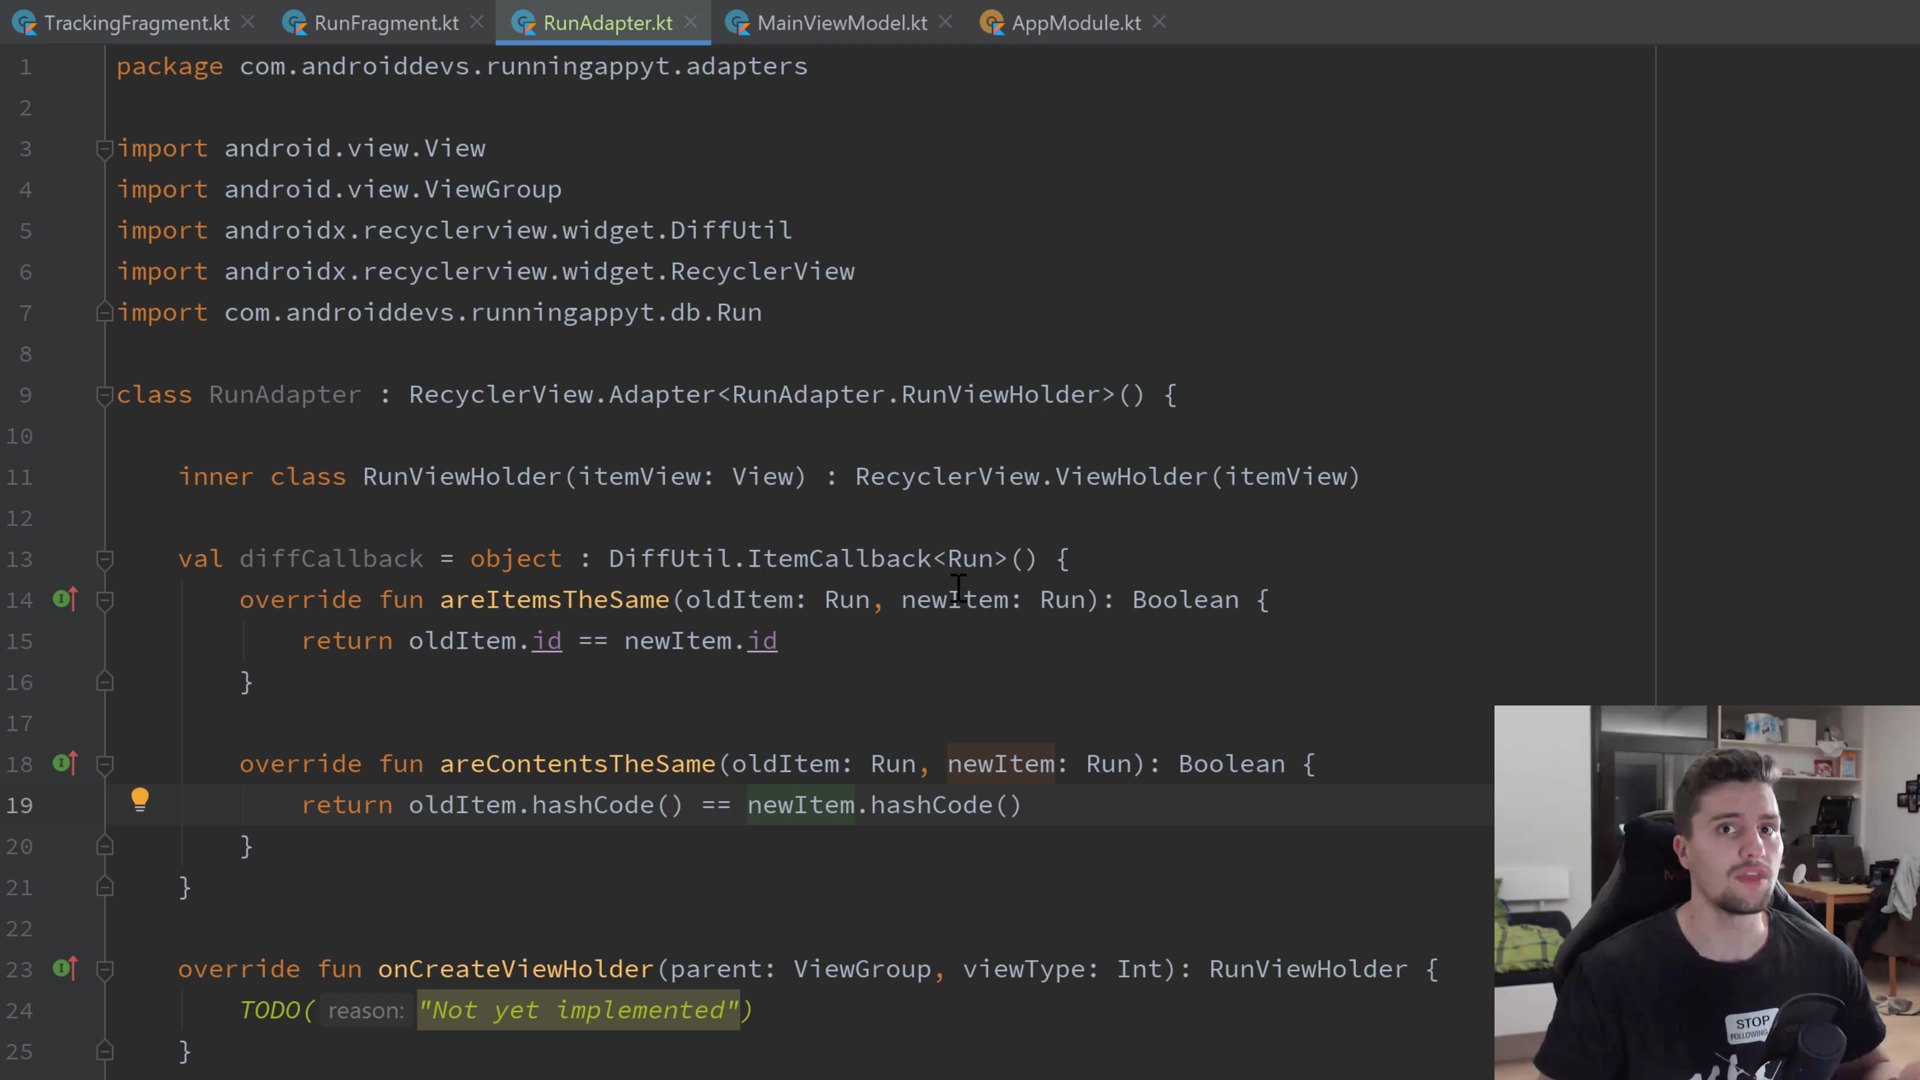 TrackingFragment.kt RunFragment.kt RunAdapter.kt MainViewModel.kt AppModule.kt
1 package com.androiddevs.runningappyt.adapters
2
3 import android.view.View
4 import android.view.ViewGroup
5 import androidx.recyclerview.widget.DiffUtil
6 import androidx.recyclerview.widget.RecyclerView
7 import com.androiddevs.runningappyt.db.Run
8
9 class RunAdapter : RecyclerView.Adapter<RunAdapter.RunViewHolder>() {
10
11 inner class RunViewHolder(itemView: View) : RecyclerView.ViewHolder(itemView)
12
13 val diffCallback = object : DiffUtil.ItemCallback<Run>() {
14 override fun areItemsTheSame(oldItem: Run, newItem: Run): Boolean {
15 return oldItem.id == newItem.id
16 }
17
18 override fun areContentsTheSame(oldItem: Run, newItem: Run): Boolean {
19 return oldItem.hashCode() == newItem.hashCode()
20 }
21 }
22
23 override fun onCreateViewHolder(parent: ViewGroup, viewType: Int): RunViewHolder {
24 TODO( reason: "Not yet implemented")
25 }
STOP
FOLLOWING